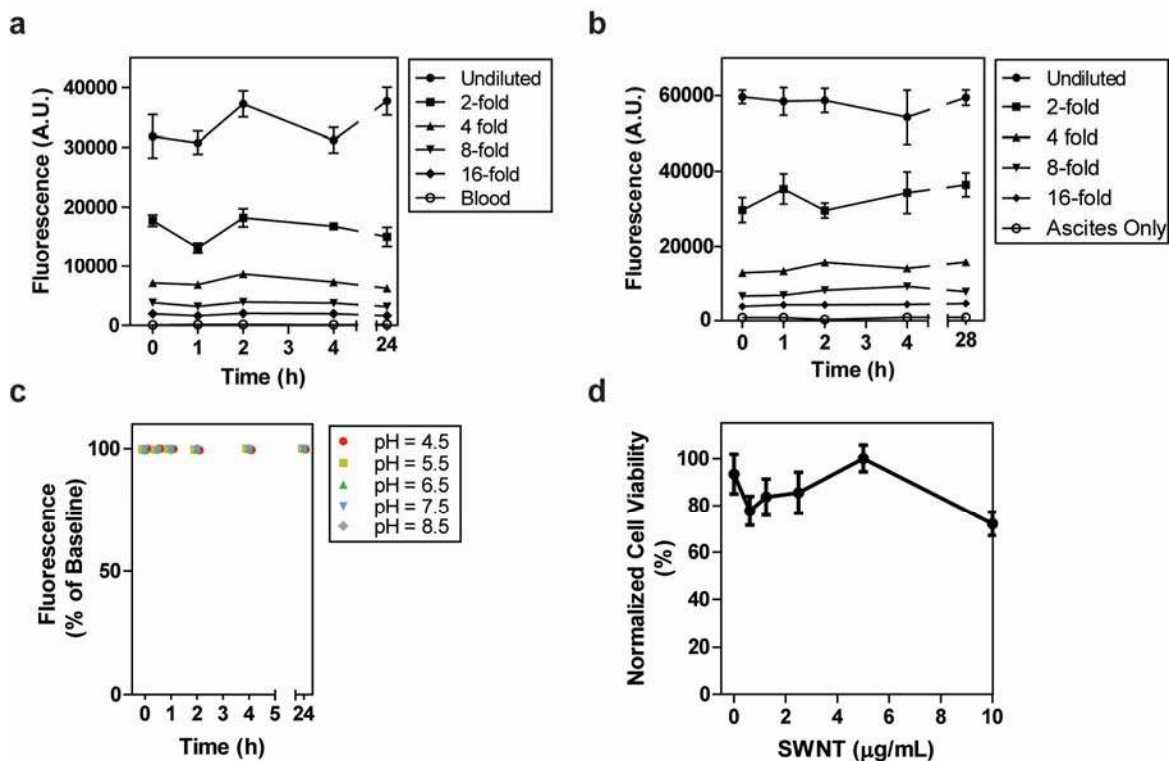 a
Fluorescence (A.U.)
40000
30000
20000
10000
0
0 1 2 3 4 24
Time (h)
Undiluted
2-fold
4 fold
8-fold
16-fold
Blood
b
Fluorescence (A.U.)
60000
40000
20000
0
0 1 2 3 4 28
Time (h)
Undiluted
2-fold
4 fold
8-fold
16-fold
Ascites Only
c
Fluorescence
(% of Baseline)
100
50
0
0 1 2 3 4 5 24
Time (h)
pH = 4.5
pH = 5.5
pH = 6.5
pH = 7.5
pH = 8.5
d
Normalized Cell Viability
(%)
100
80
60
40
20
0
0 2 4 6 8 10
SWNT (µg/mL)